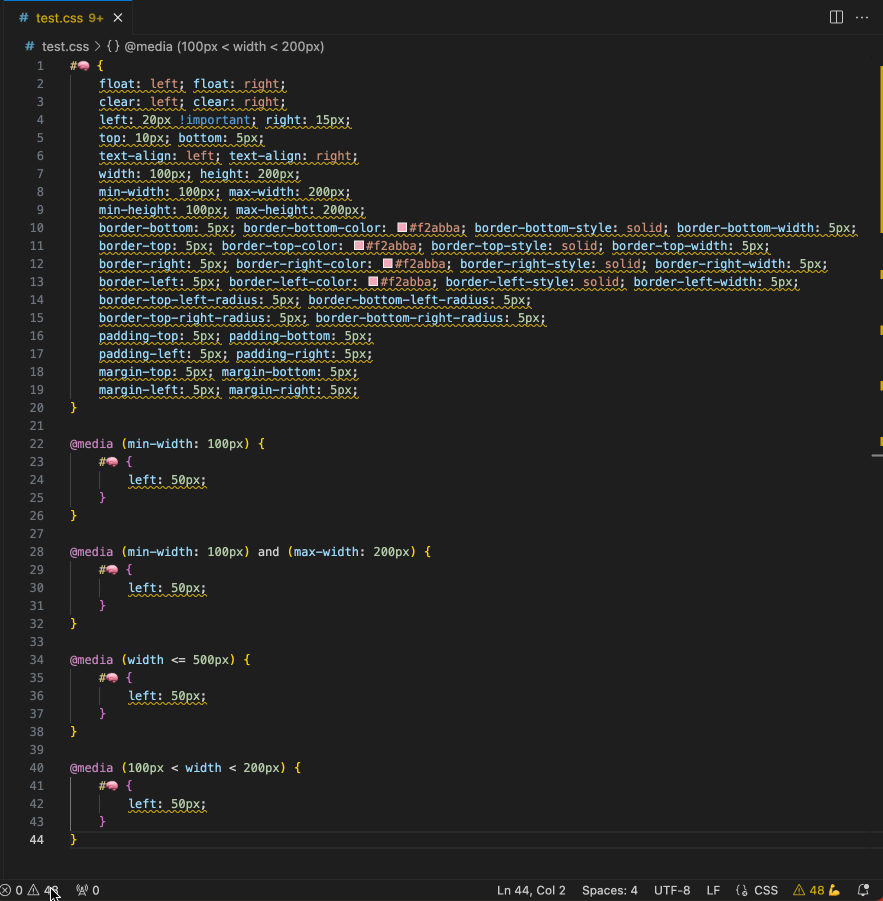 # test.css 9+ ×
# test.css > {} @media (100px < width < 200px)
1 #🧠 {
2 float: left; float: right;
3 clear: left; clear: right;
4 left: 20px !important; right: 15px;
5 top: 10px; bottom: 5px;
6 text-align: left; text-align: right;
7 width: 100px; height: 200px;
8 min-width: 100px; max-width: 200px;
9 min-height: 100px; max-height: 200px;
10 border-bottom: 5px; border-bottom-color: #f2abba; border-bottom-style: solid; border-bottom-width: 5px;
11 border-top: 5px; border-top-color: #f2abba; border-top-style: solid; border-top-width: 5px;
12 border-right: 5px; border-right-color: #f2abba; border-right-style: solid; border-right-width: 5px;
13 border-left: 5px; border-left-color: #f2abba; border-left-style: solid; border-left-width: 5px;
14 border-top-left-radius: 5px; border-bottom-left-radius: 5px;
15 border-top-right-radius: 5px; border-bottom-right-radius: 5px;
16 padding-top: 5px; padding-bottom: 5px;
17 padding-left: 5px; padding-right: 5px;
18 margin-top: 5px; margin-bottom: 5px;
19 margin-left: 5px; margin-right: 5px;
20 }
21
22 @media (min-width: 100px) {
23 #🧠 {
24 left: 50px;
25 }
26 }
27
28 @media (min-width: 100px) and (max-width: 200px) {
29 #🧠 {
30 left: 50px;
31 }
32 }
33
34 @media (width <= 500px) {
35 #🧠 {
36 left: 50px;
37 }
38 }
39
40 @media (100px < width < 200px) {
41 #🧠 {
42 left: 50px;
43 }
44 }
0 0 Ln 44, Col 2 Spaces: 4 UTF-8 LF {} CSS ⚠ 48 💪